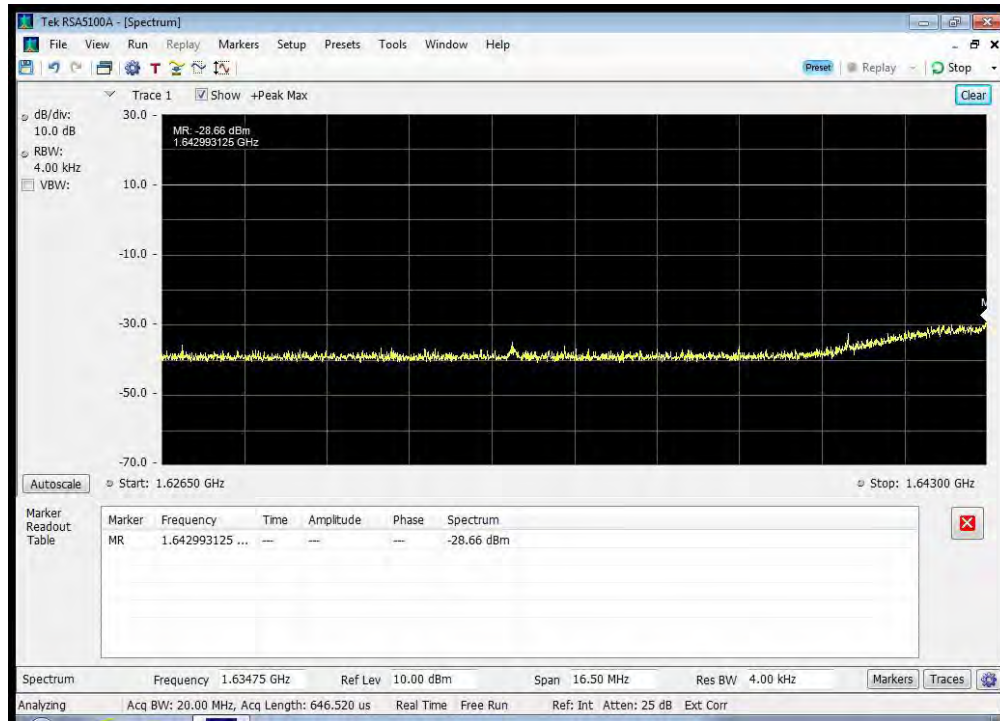 Tek RSA5100A - [Spectrum]
File View Run Replay Markers Setup Presets Tools Window Help
T
Preset Replay Stop
Trace 1 Show +Peak Max Clear
dB/div:
10.0 dB
RBW:
4.00 kHz
VBW:
30.0
10.0
-10.0
-30.0
-50.0
-70.0
MR: -28.66 dBm
1.642993125 GHz
M
Autoscale Start: 1.62650 GHz Stop: 1.64300 GHz
Marker
Readout
Table
Marker Frequency Time Amplitude Phase Spectrum
MR 1.642993125 ... --- --- --- -28.66 dBm
Spectrum Frequency 1.63475 GHz Ref Lev 10.00 dBm Span 16.50 MHz Res BW 4.00 kHz Markers Traces
Analyzing Acq BW: 20.00 MHz, Acq Length: 646.520 us Real Time Free Run Ref: Int Atten: 25 dB Ext Corr